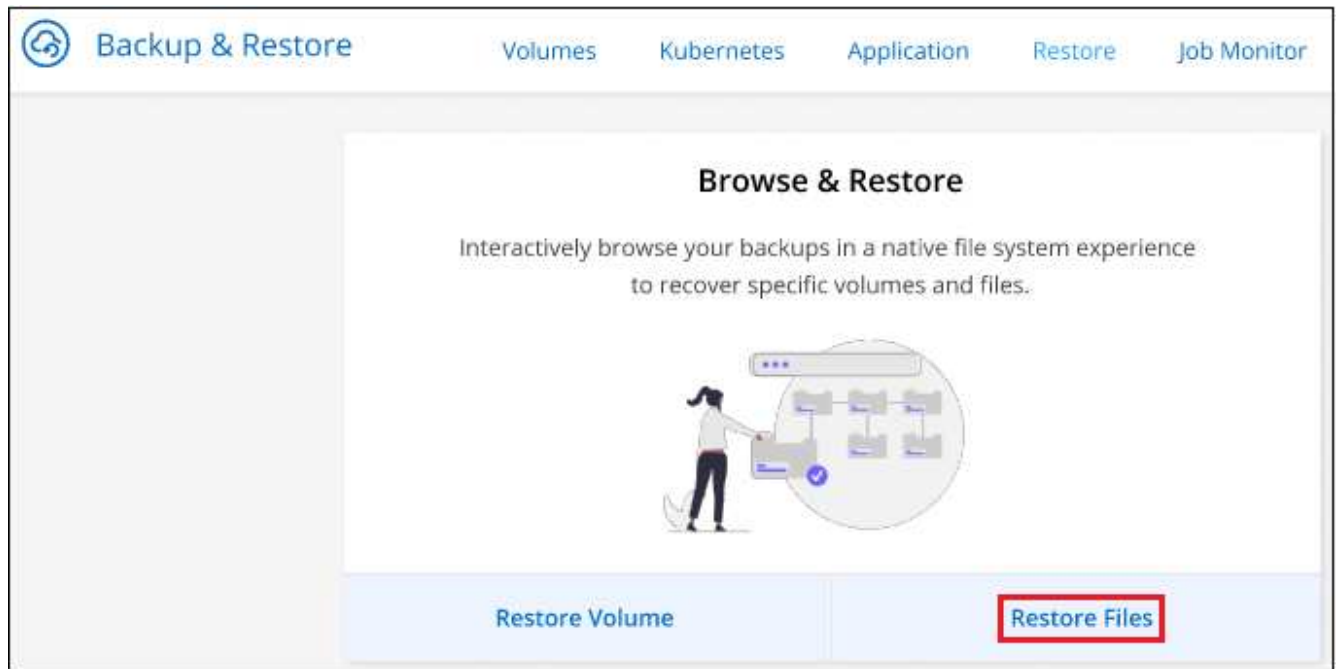 Backup & Restore Volumes Kubernetes Application Restore Job Monitor
Browse & Restore
Interactively browse your backups in a native file system experience
to recover specific volumes and files.
Restore Volume Restore Files